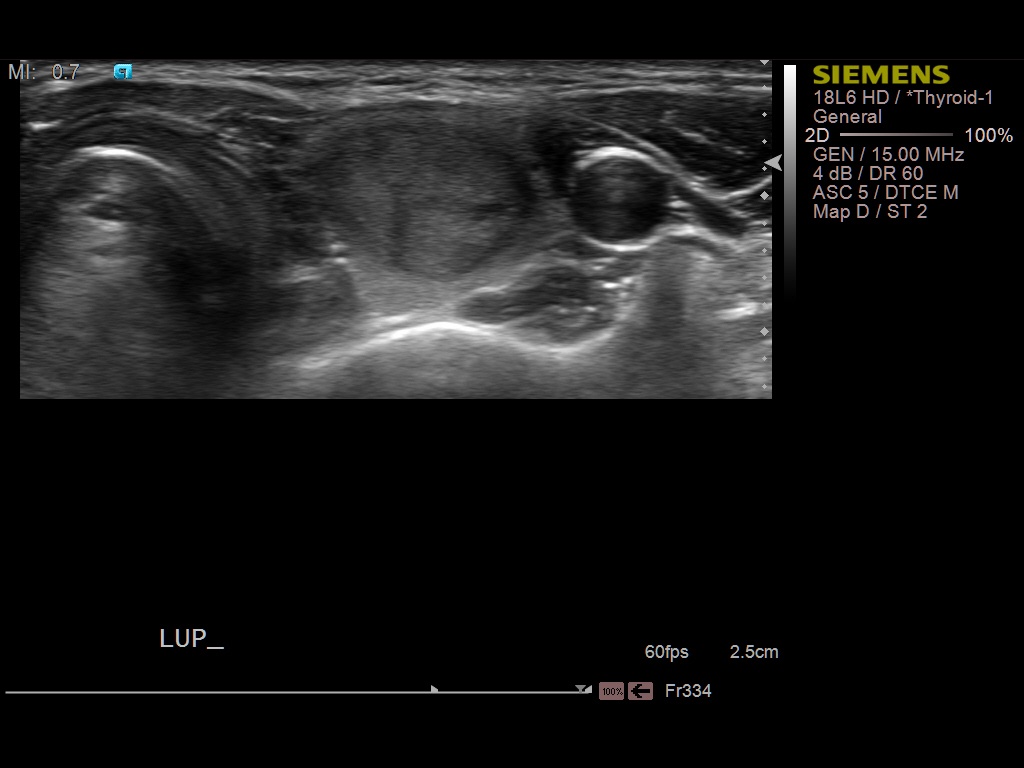 MI: 0.7
SIEMENS
18L6 HD / *Thyroid-1
General
2D 100%
GEN / 15.00 MHz
4 dB / DR 60
ASC 5 / DTCE M
Map D / ST 2
LUP_
60fps 2.5cm
100% Fr334